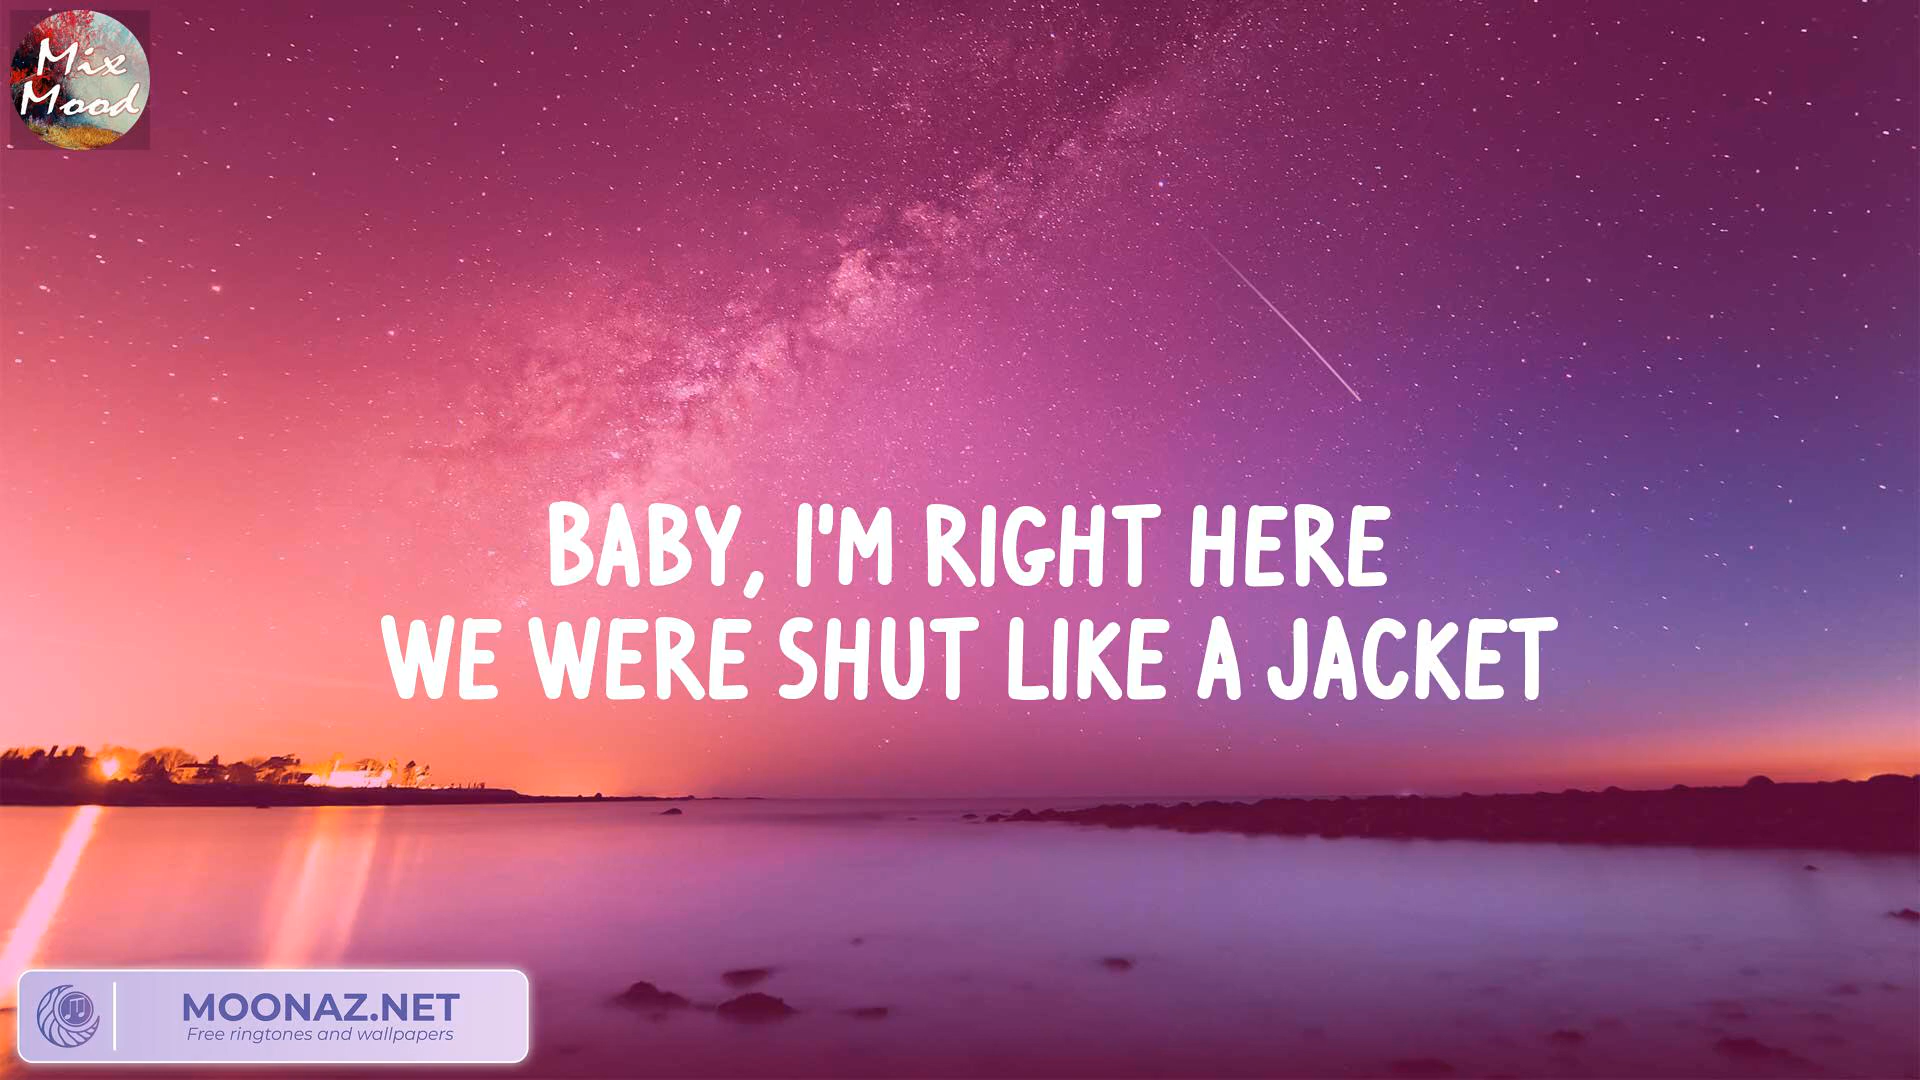 Mix
Mood
BABY, I'M RIGHT HERE
WE WERE SHUT LIKE A JACKET
MOONAZ.NET
Free ringtones and wallpapers